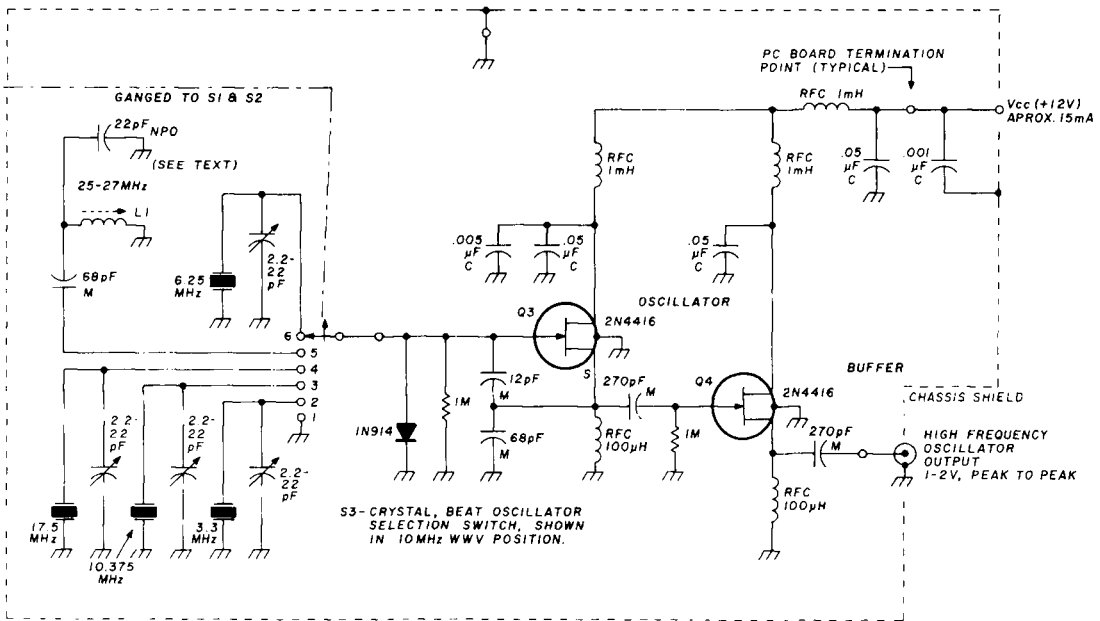 PC BOARD TERMINATION
POINT (TYPICAL)
RFC 1mH
Vcc (+12V)
APROX. 15mA
GANGED TO S1 & S2
22pF NPO
(SEE TEXT)
25-27MHz
L1
68pF
M
6.25
MHz
2.2-
22
pF
RFC
1mH
RFC
1mH
.05
µF
C
.001
µF
C
.005
µF
C
.05
µF
C
.05
µF
C
OSCILLATOR
Q3
2N4416
S
6
5
4
3
2
1
12pF
M
1M
1N914
68pF
M
270pF
M
RFC
100µH
1M
Q4
BUFFER
2N4416
CHASSIS SHIELD
270pF
M
HIGH FREQUENCY
OSCILLATOR
OUTPUT
1-2V, PEAK TO PEAK
RFC
100µH
2.2-
22
pF
2.2-
22
pF
2.2-
22
pF
17.5
MHz
10.375
MHz
3.3
MHz
S3-CRYSTAL, BEAT OSCILLATOR
SELECTION SWITCH, SHOWN
IN 10MHz WWV POSITION.